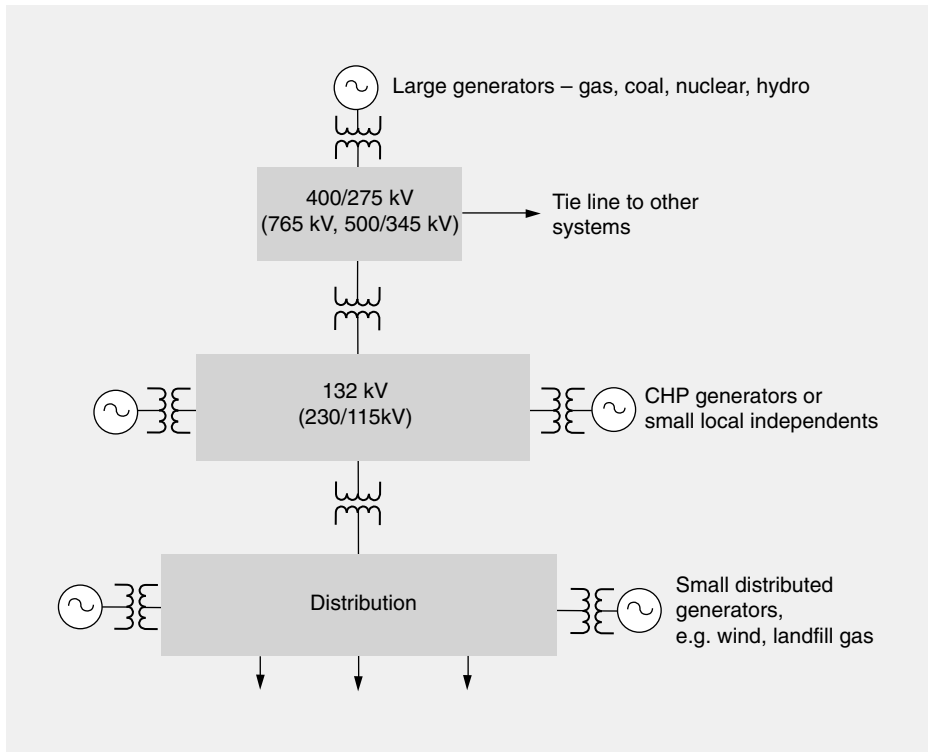 Large generators – gas, coal, nuclear, hydro
400/275 kV
(765 kV, 500/345 kV)
Tie line to other
systems
132 kV
(230/115kV)
CHP generators or
small local independents
Distribution
Small distributed
generators,
e.g. wind, landfill gas